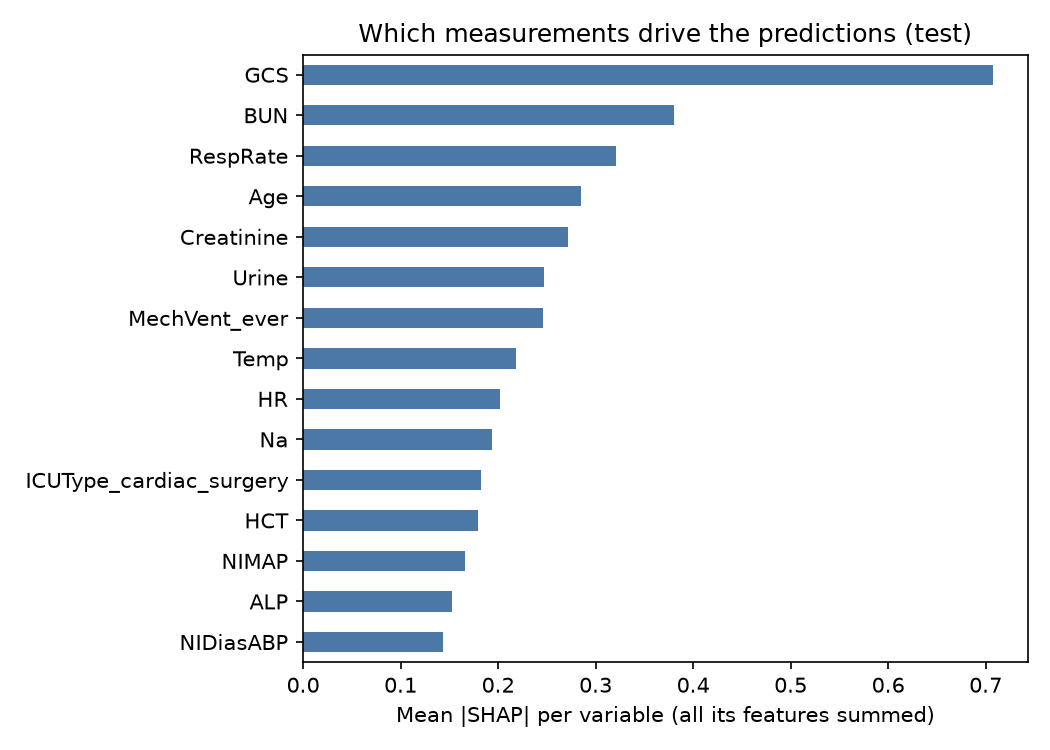 Which measurements drive the predictions (test)
GCS
BUN
RespRate
Age
Creatinine
Urine
MechVent_ever
Temp
HR
Na
ICUType_cardiac_surgery
HCT
NIMAP
ALP
NIDiasABP
0.0 0.1 0.2 0.3 0.4 0.5 0.6 0.7
Mean |SHAP| per variable (all its features summed)